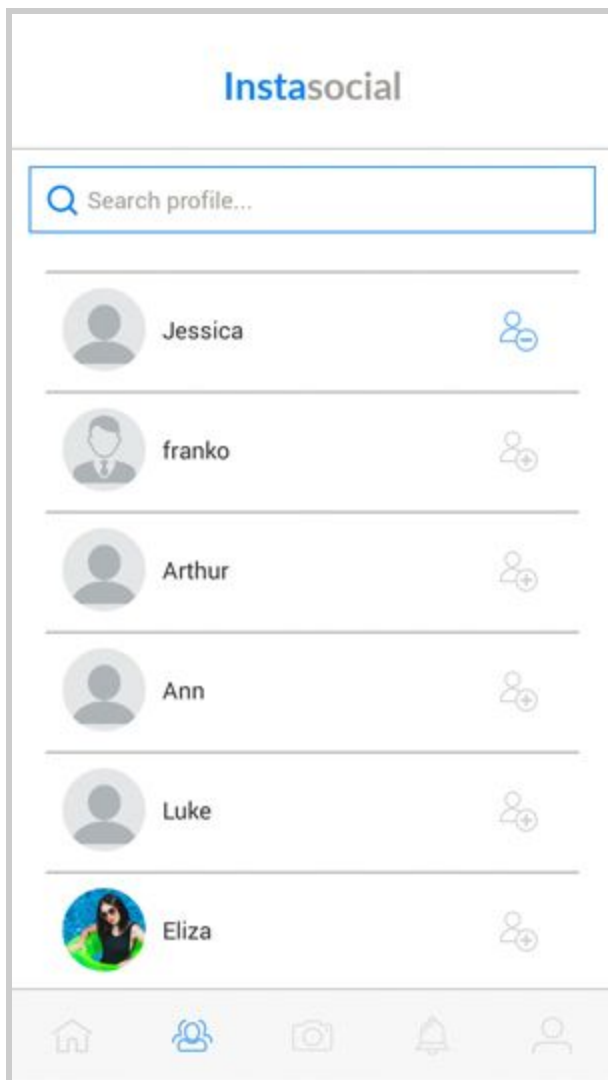 Instasocial
Search profile...
Jessica
franko
Arthur
Ann
Luke
Eliza